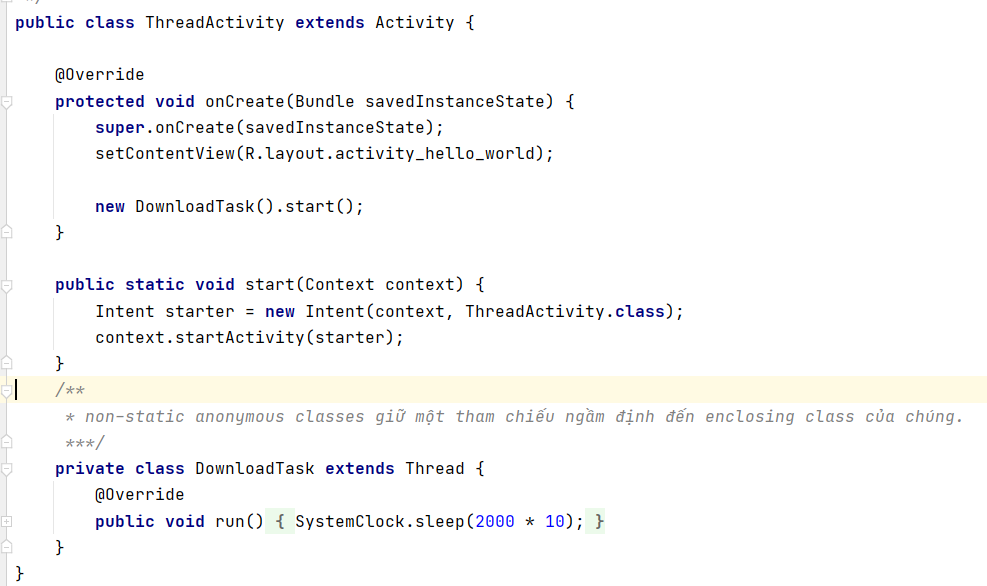 public class ThreadActivity extends Activity {
@Override
protected void onCreate(Bundle savedInstanceState) {
super.onCreate(savedInstanceState);
setContentView(R.layout.activity_hello_world);
new DownloadTask().start();
}
public static void start(Context context) {
Intent starter = new Intent(context, ThreadActivity.class);
context.startActivity(starter);
}
/**
* non-static anonymous classes giữ một tham chiếu ngầm định đến enclosing class của chúng.
***/
private class DownloadTask extends Thread {
@Override
public void run() { SystemClock.sleep(2000 * 10); }
}
}